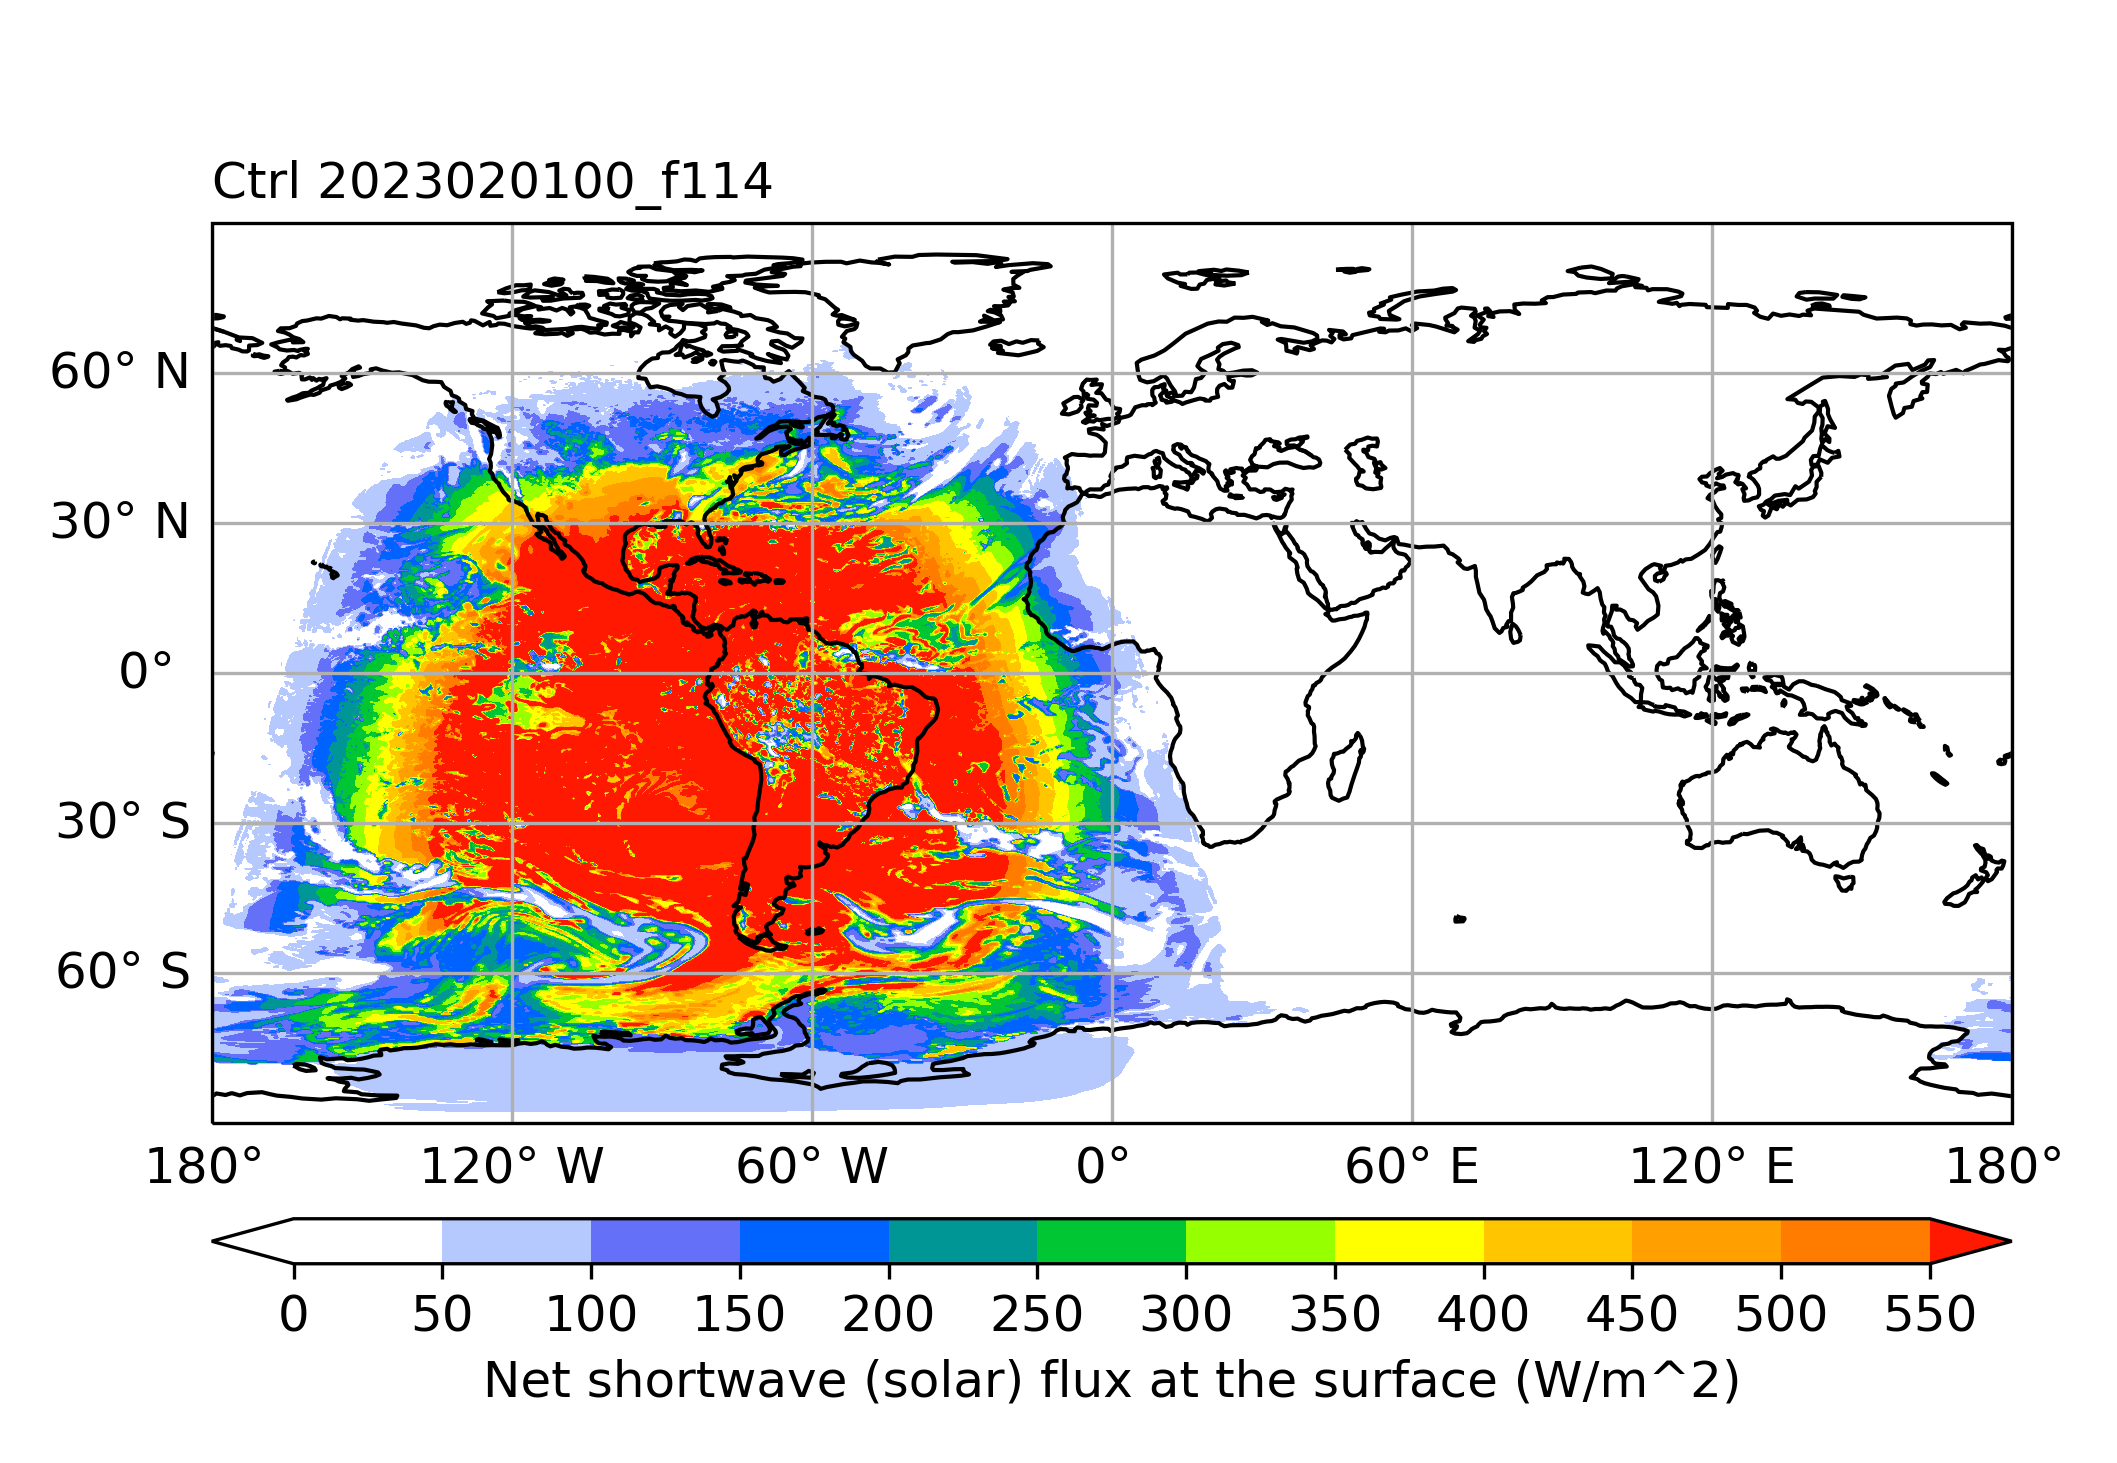 Ctrl 2023020100_f114
60° N
30° N
0°
30° S
60° S
180° 120° W 60° W 0° 60° E 120° E 180°
0 50 100 150 200 250 300 350 400 450 500 550
Net shortwave (solar) flux at the surface (W/m^2)